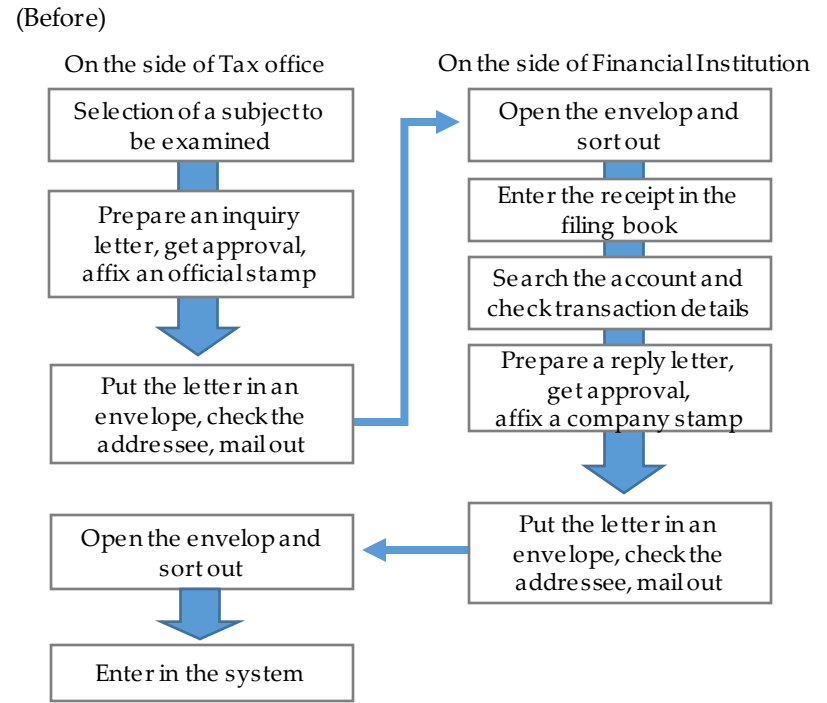 (Before)
On the side of Tax office
Selection of a subject to
be examined
Prepare an inquiry
letter, get approval,
affix an official stamp
Put the letter in an
envelope, check the
addressee, mail out
Open the envelop and
sort out
Enter in the system
On the side of Financial Institution
Open the envelop and
sort out
Enter the receipt in the
filing book
Search the account and
check transaction details
Prepare a reply letter,
get approval,
affix a company stamp
Put the letter in an
envelope, check the
addressee, mail out